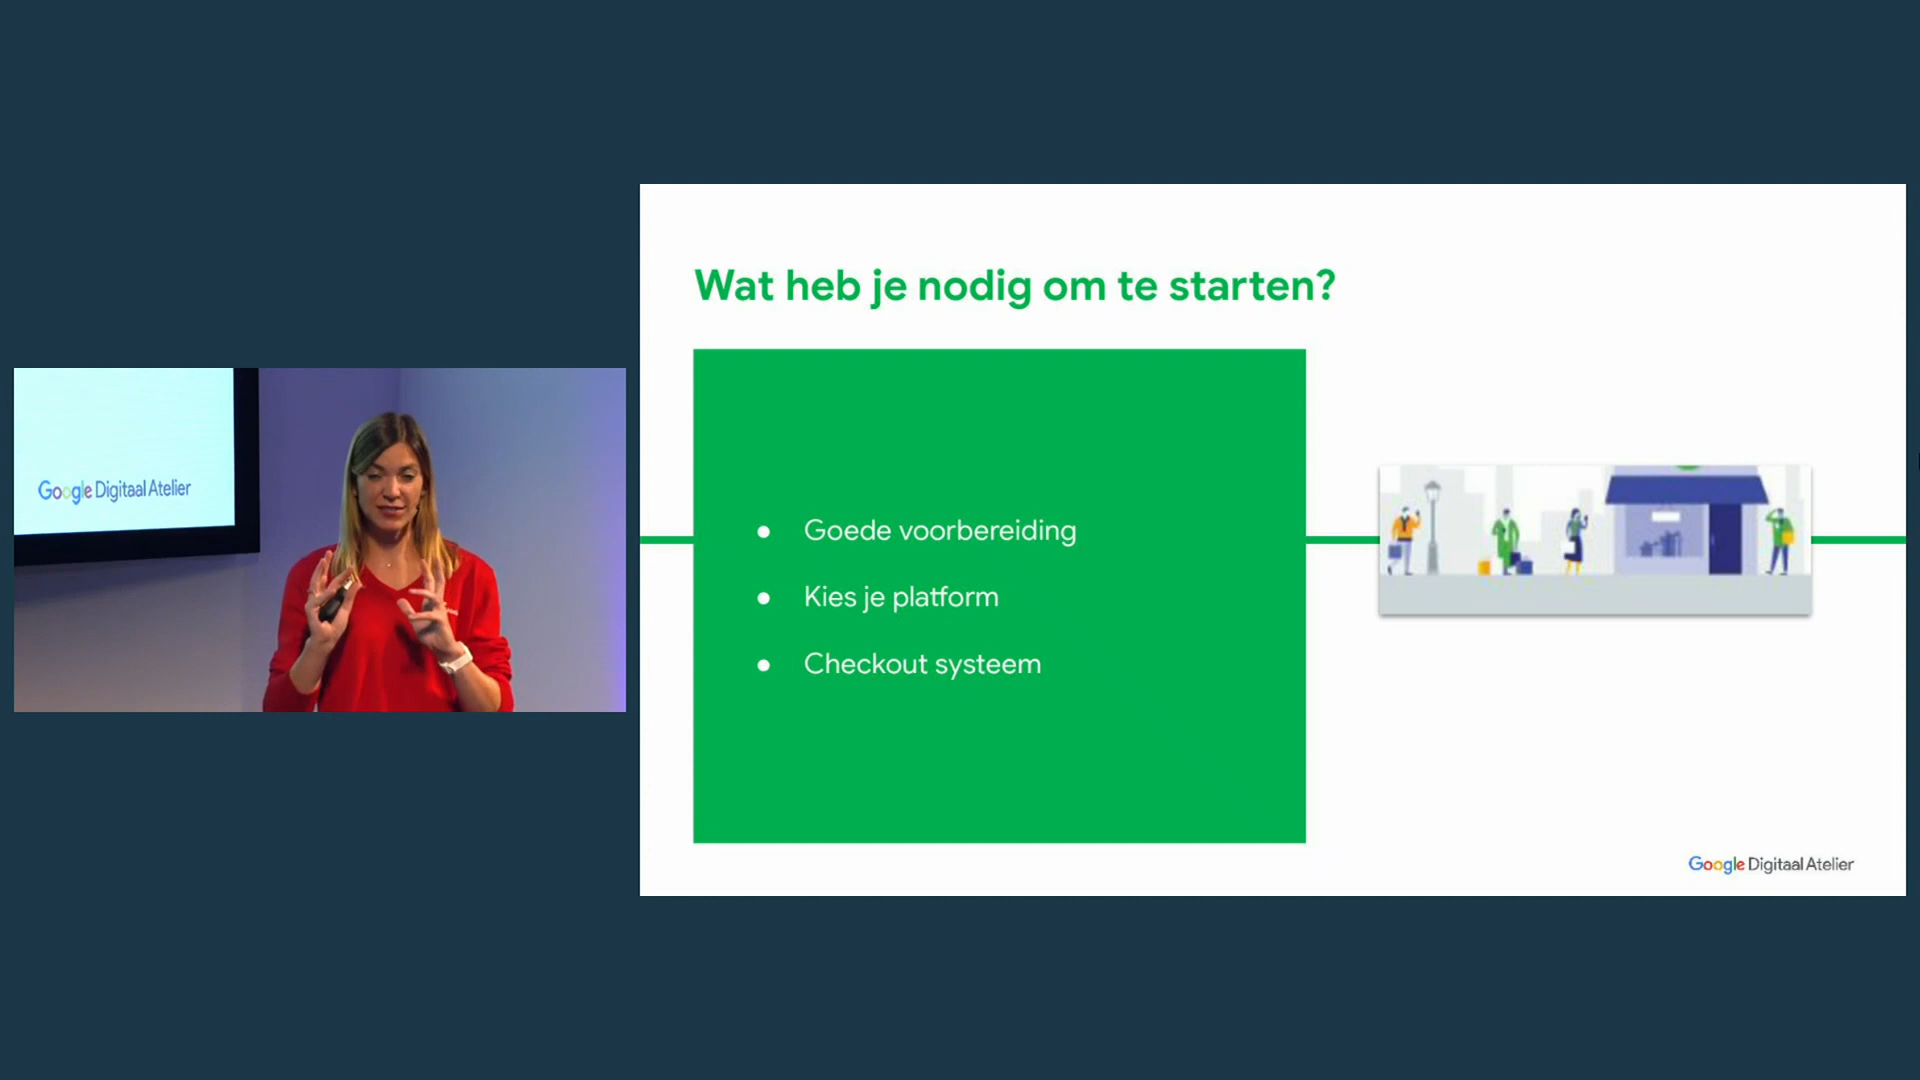 Google Digitaal Atelier
Wat heb je nodig om te starten?
● Goede voorbereiding
● Kies je platform
● Checkout systeem
Google Digitaal Atelier